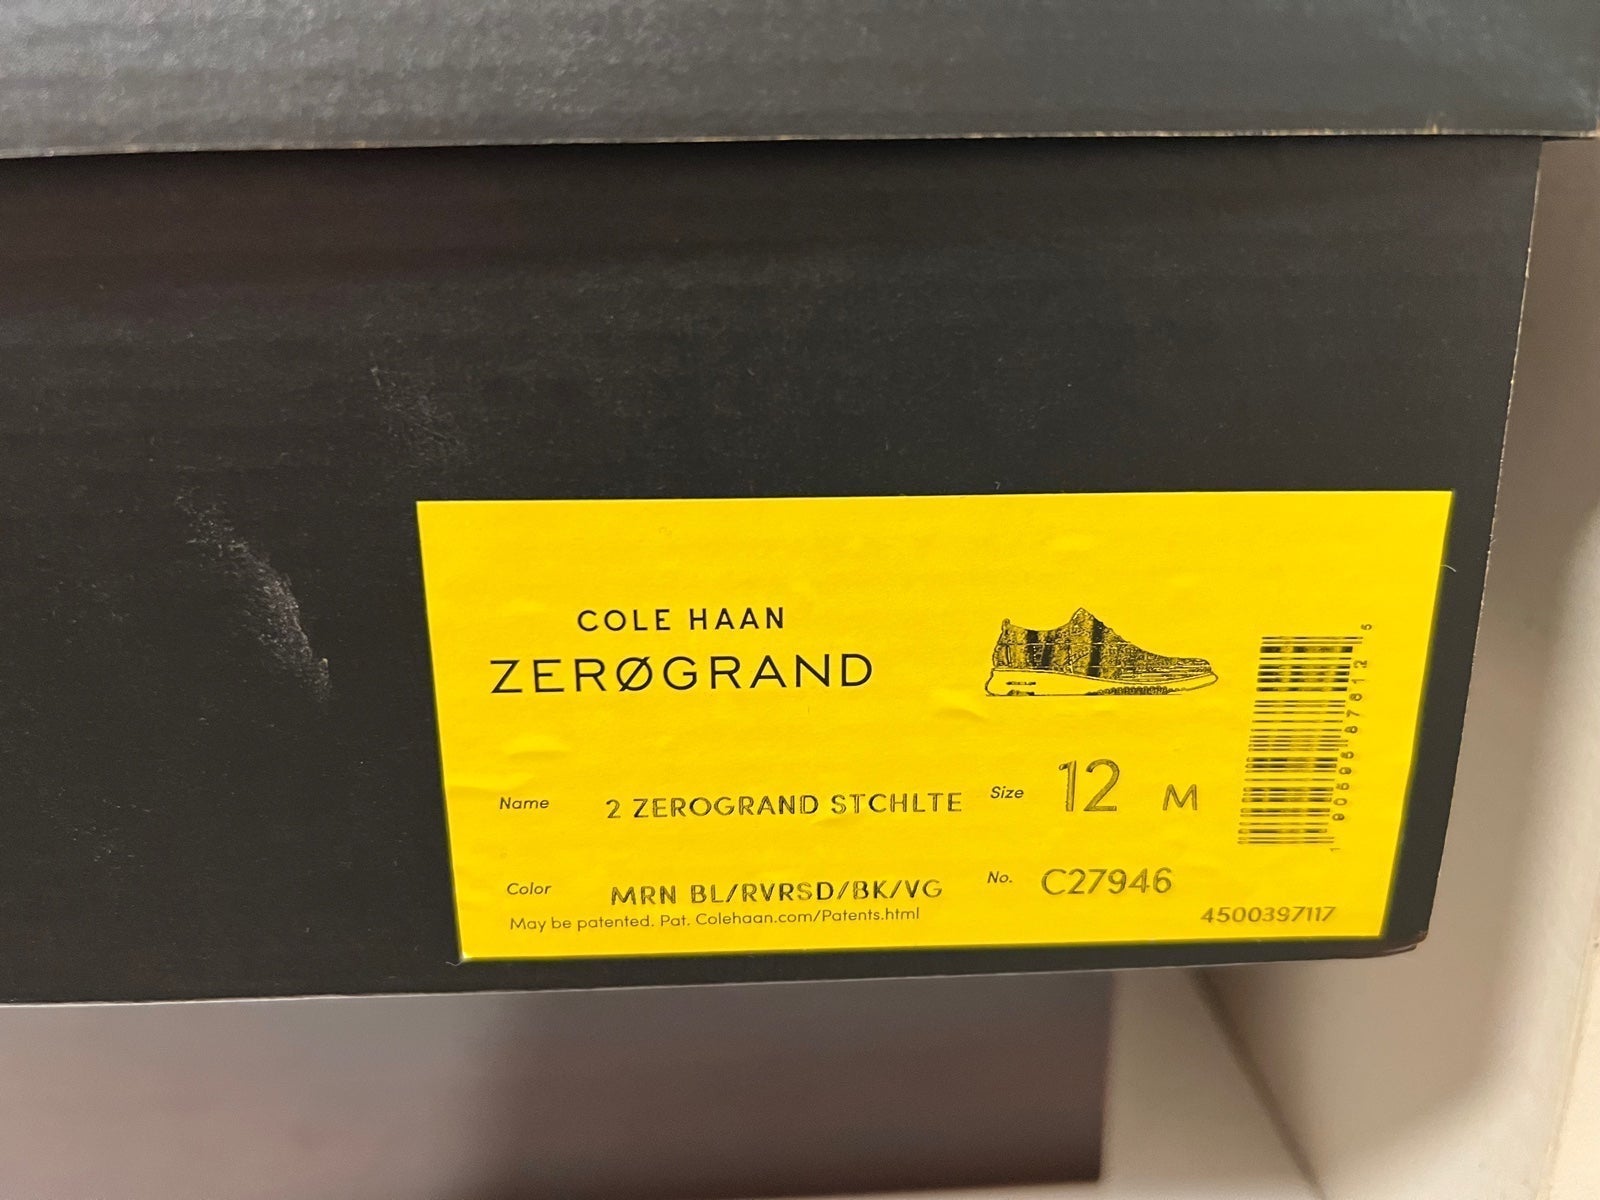 COLE HAAN
ZERØGRAND
Name 2 ZEROGRAND STCHLTE
Size 12 M
Color MRN BL/RVRSD/BK/VG
No. C27946
May be patented. Pat. Colehaan.com/Patents.html
4500397117